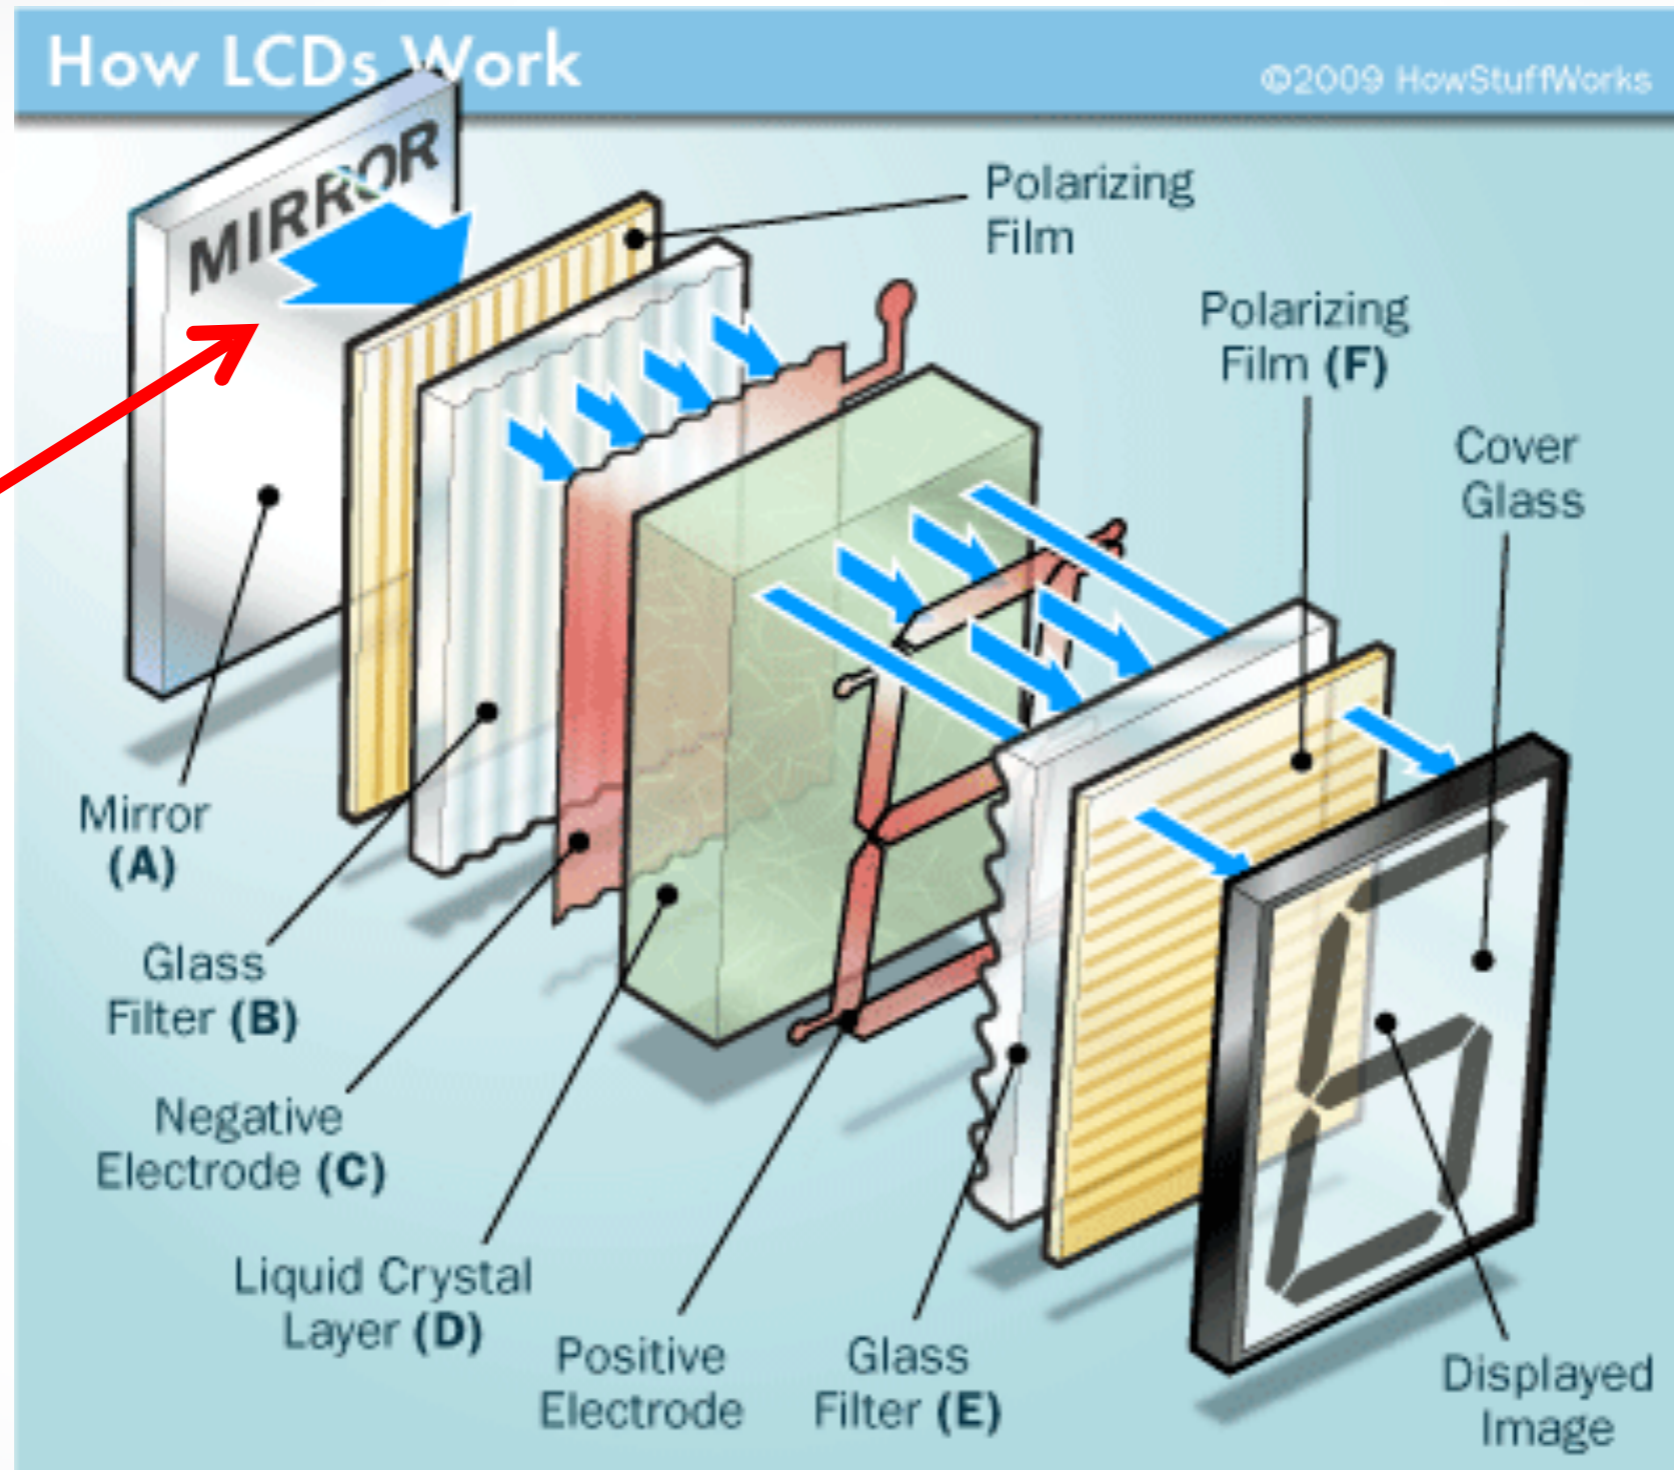 How LCDs Work
©2009 HowStuffWorks
MIRROR
Polarizing
Film
Polarizing
Film (F)
Cover
Glass
Mirror
(A)
Glass
Filter (B)
Negative
Electrode (C)
Liquid Crystal
Layer (D)
Positive
Electrode
Glass
Filter (E)
Displayed
Image